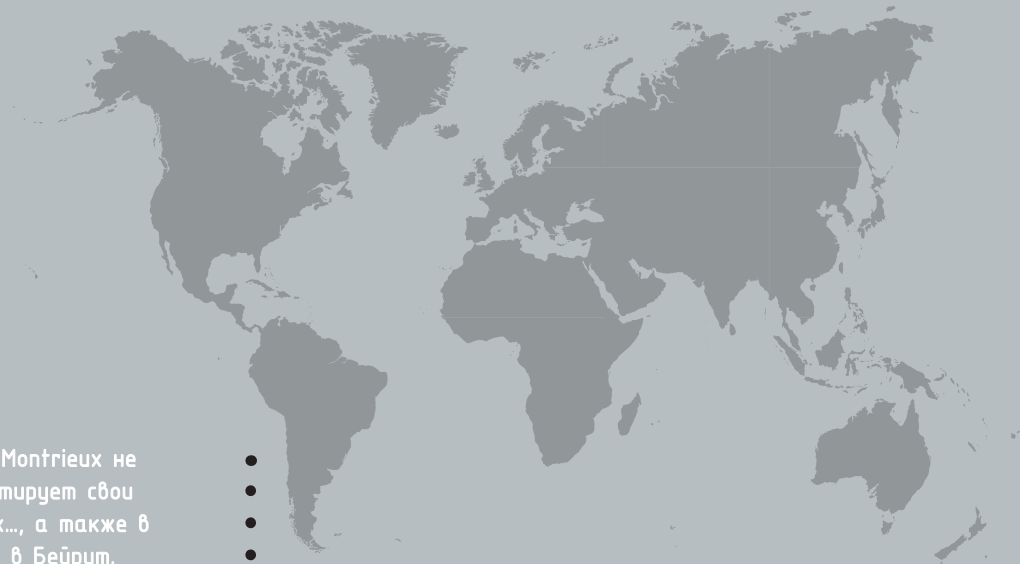 Montrieux не
тирует свои
…, а также в
в Бейрут.